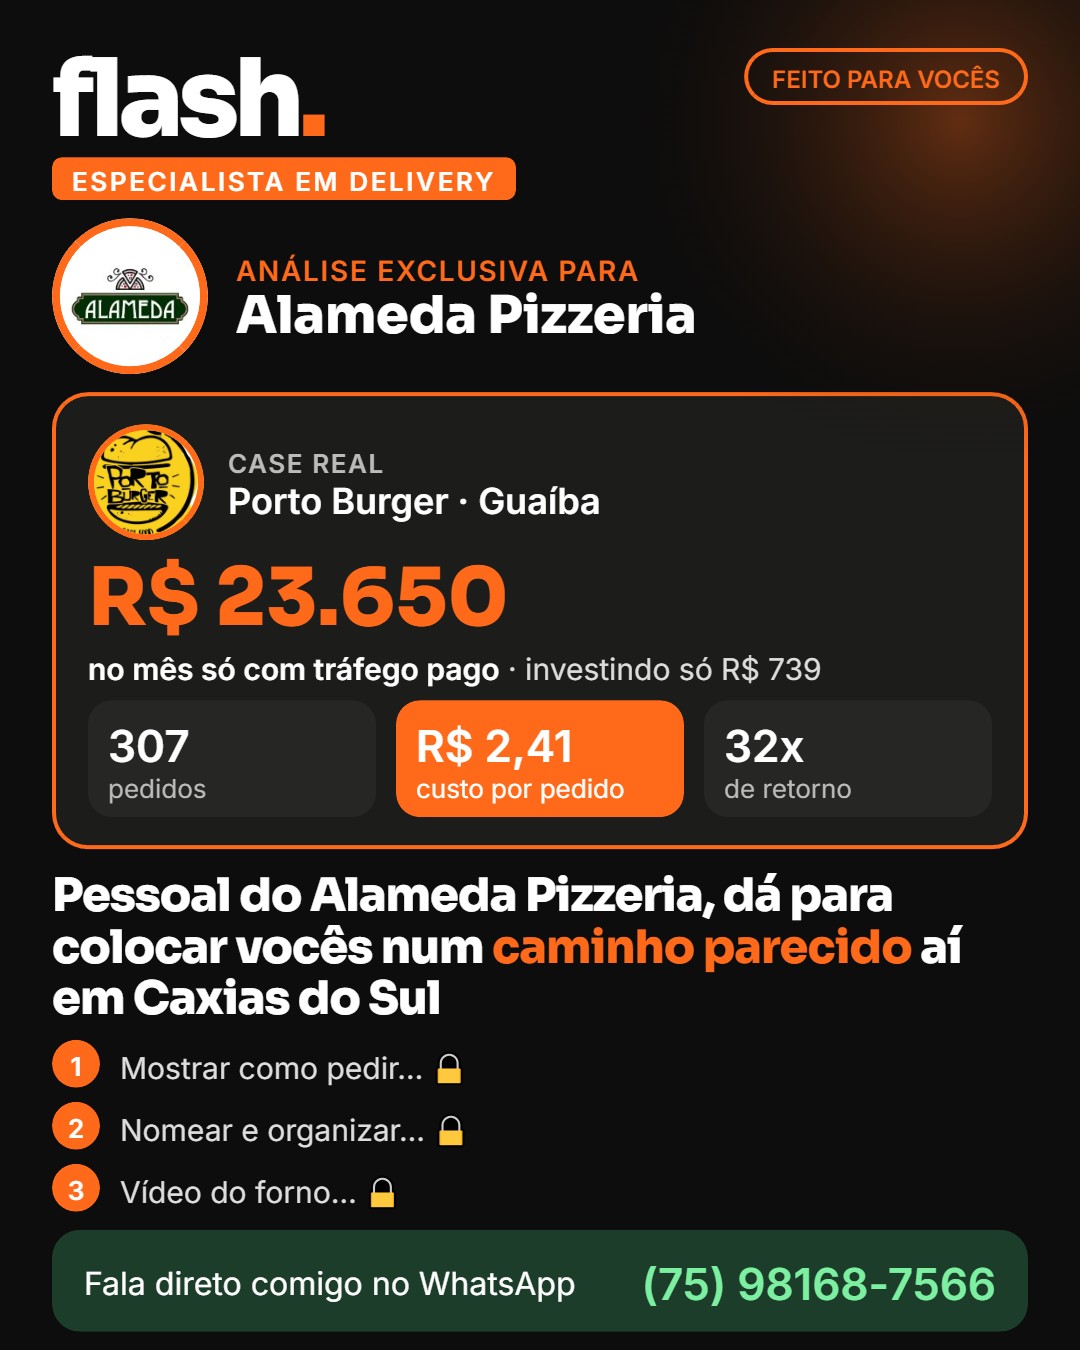 flash.
FEITO PARA VOCÊS
ESPECIALISTA EM DELIVERY
ALAMEDA
ANÁLISE EXCLUSIVA PARA
Alameda Pizzeria
PORTO
BURGER
CASE REAL
Porto Burger · Guaíba
R$ 23.650
no mês só com tráfego pago · investindo só R$ 739
307
pedidos
R$ 2,41
custo por pedido
32x
de retorno
Pessoal do Alameda Pizzeria, dá para
colocar vocês num caminho parecido aí
em Caxias do Sul
1 Mostrar como pedir... 🔒
2 Nomear e organizar... 🔒
3 Vídeo do forno... 🔒
Fala direto comigo no WhatsApp (75) 98168-7566